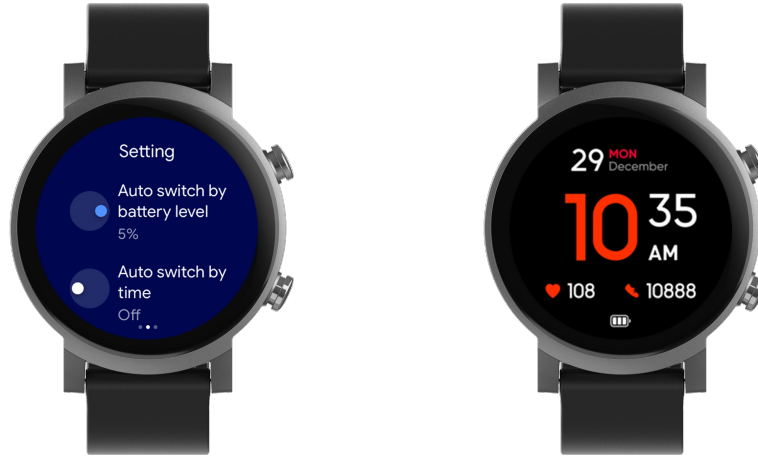 Setting
Auto switch by
battery level
5%
Auto switch by
time
Off
29 MON
December
10 35
AM
108 10888